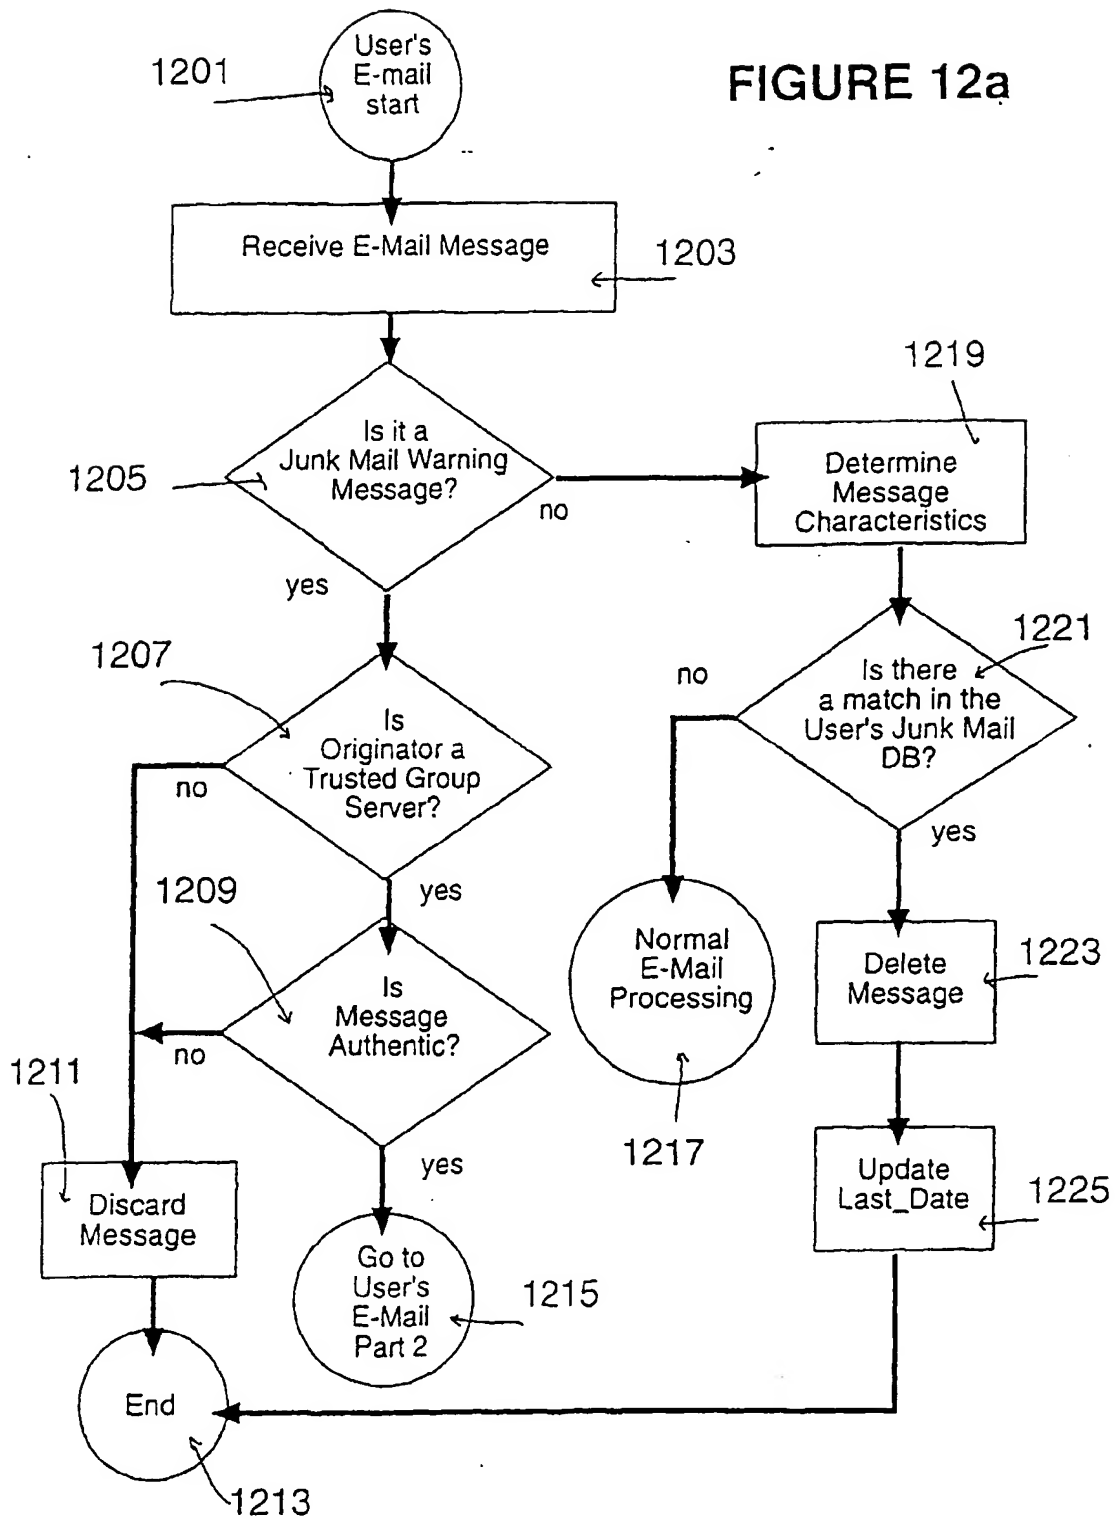 User's
E-mail
start
1201
FIGURE 12a
Receive E-Mail Message
1203
Is it a
Junk Mail Warning
Message?
1205
no
yes
1219
Determine
Message
Characteristics
1207
Is
Originator a
Trusted Group
Server?
no
yes
1221
Is there
a match in the
User's Junk Mail
DB?
no
yes
1209
Is
Message
Authentic?
no
yes
Normal
E-Mail
Processing
1217
Delete
Message
1223
1211
Discard
Message
Go to
User's
E-Mail
Part 2
1215
Update
Last_Date
1225
End
1213